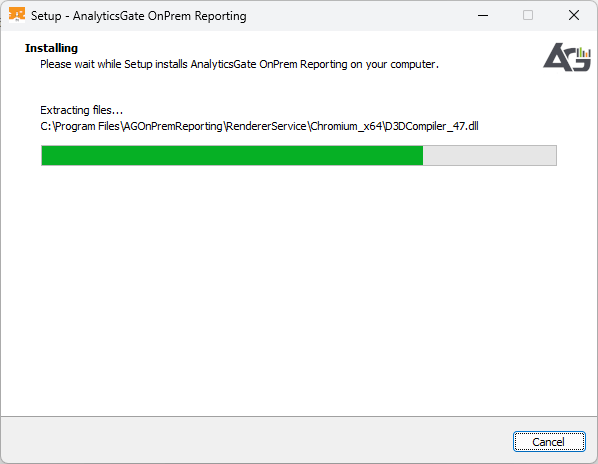 Setup - AnalyticsGate OnPrem Reporting
Installing
Please wait while Setup installs AnalyticsGate OnPrem Reporting on your computer.
AG
Extracting files...
C:\Program Files\AGOnPremReporting\RendererService\Chromium_x64\D3DCompiler_47.dll
Cancel